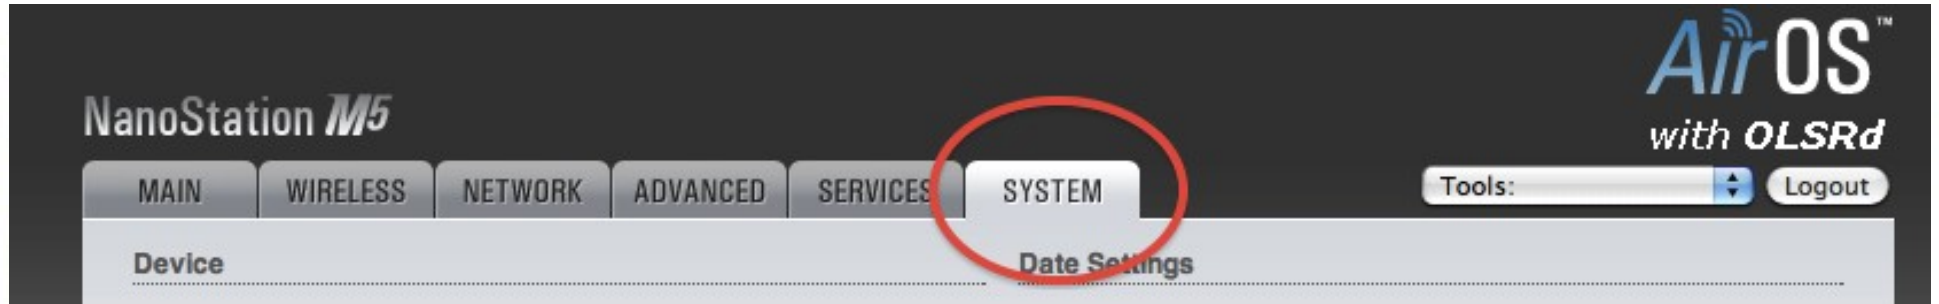 AirOS™
NanoStation M5
with OLSRd
MAIN WIRELESS NETWORK ADVANCED SERVICES SYSTEM Tools: Logout
Device Date Settings